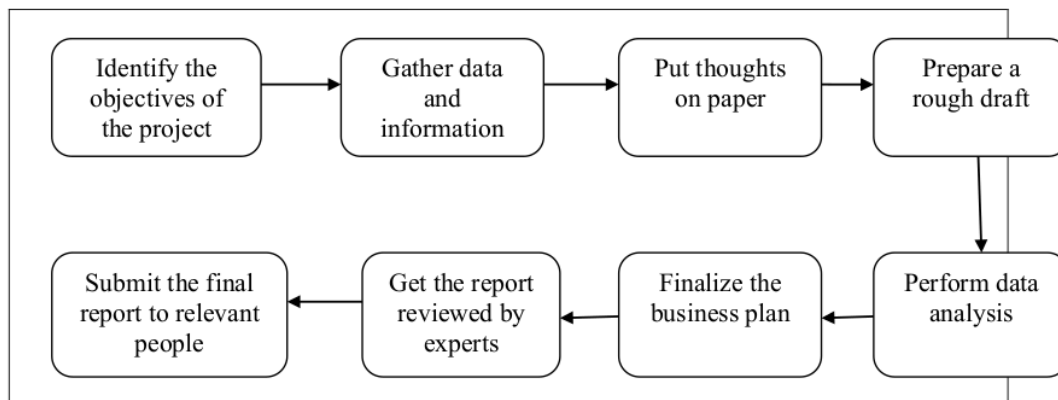 Identify the
objectives of
the project
Gather data
and
information
Put thoughts
on paper
Prepare a
rough draft
Perform data
analysis
Finalize the
business plan
Get the report
reviewed by
experts
Submit the final
report to relevant
people